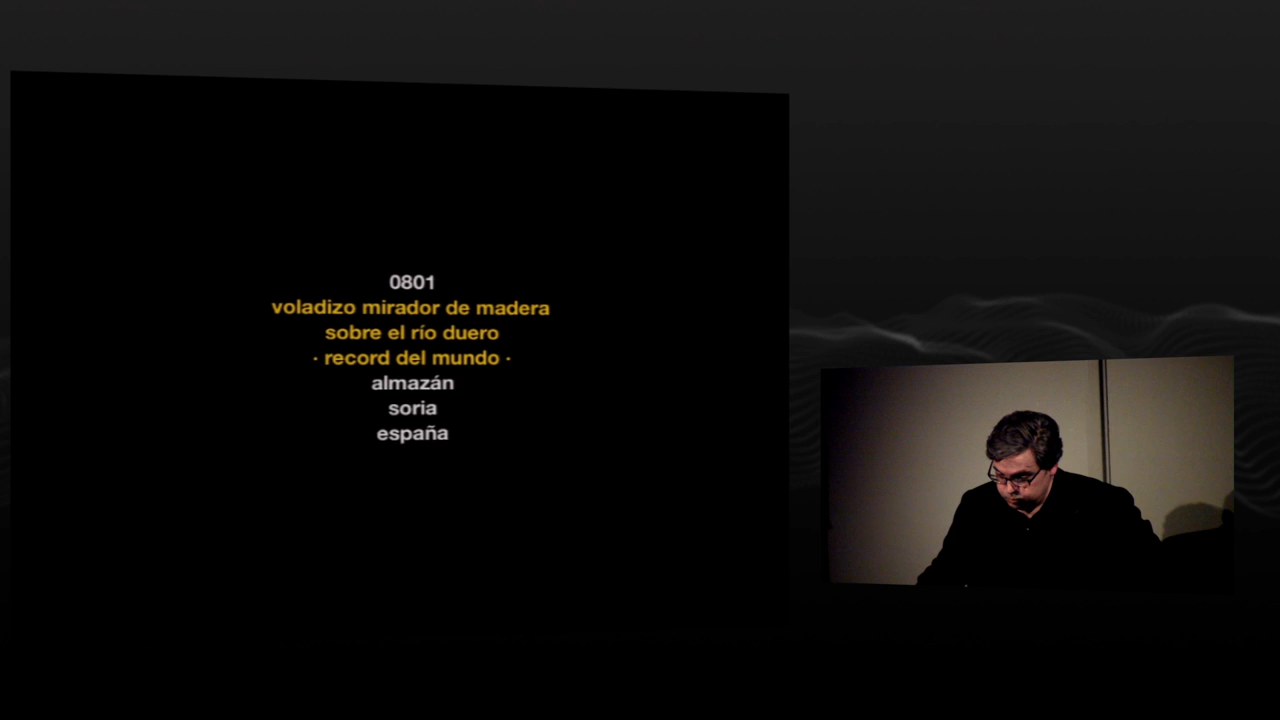 0801
voladizo mirador de madera
sobre el río duero
· record del mundo ·
almazán
soria
españa